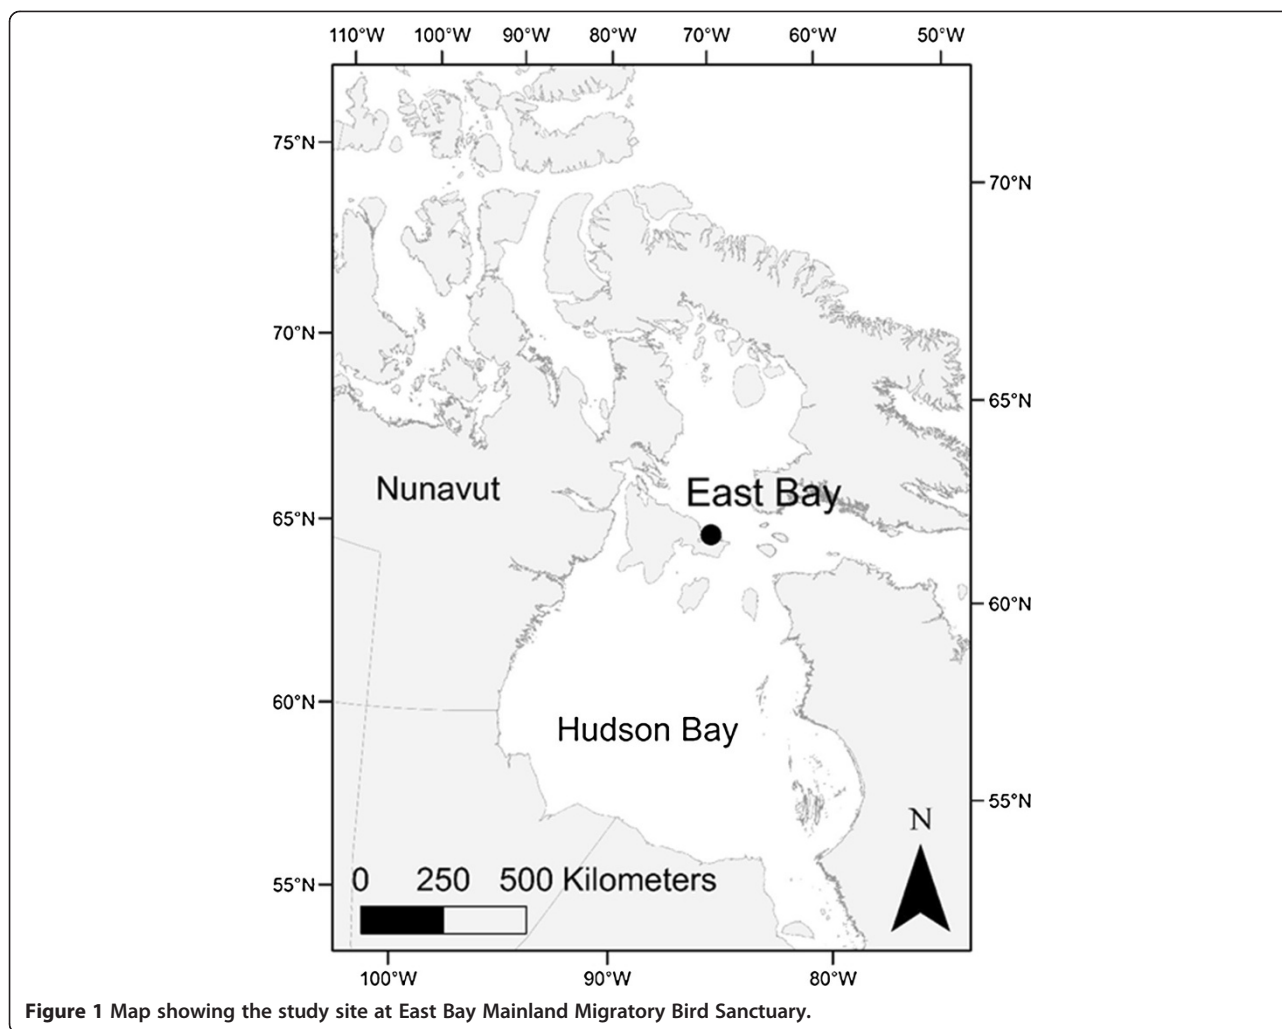 110°W 100°W 90°W 80°W 70°W 60°W 50°W
75°N
70°N
70°N
65°N
Nunavut
East Bay
65°N
60°N
60°N
Hudson Bay
55°N
N
0 250 500 Kilometers
55°N
100°W 90°W 80°W
Figure 1 Map showing the study site at East Bay Mainland Migratory Bird Sanctuary.